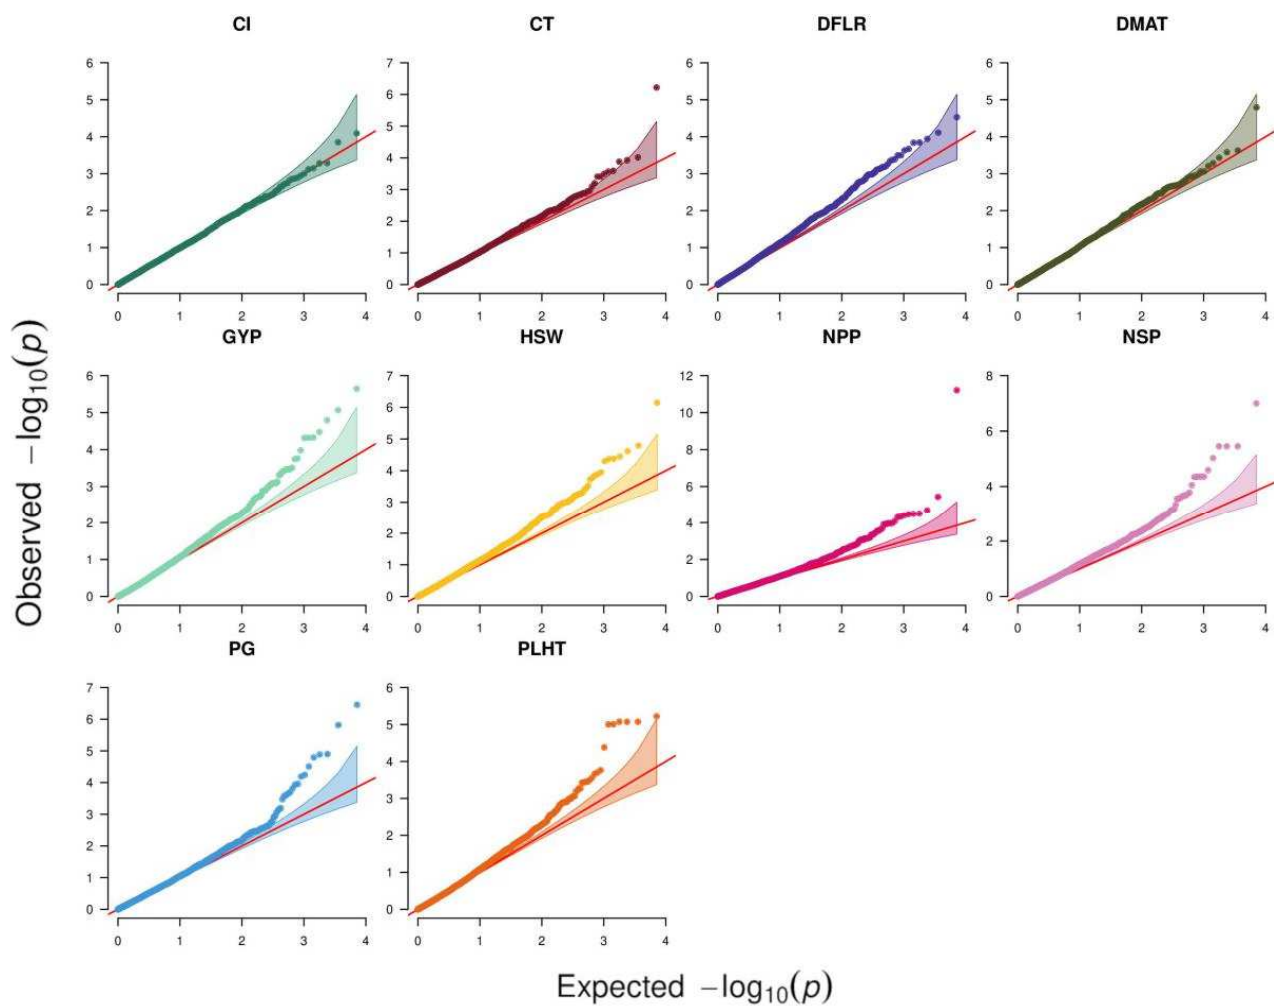 CI CT DFLR DMAT
6 7 6 6
5 6 5 5
4 5 4 4
3 4 3 3
2 3 2 2
1 2 1 1
0 1 0 0
0
0 1 2 3 4 0 1 2 3 4 0 1 2 3 4 0 1 2 3 4
GYP HSW NPP NSP
6 7 12 8
5 6 10 6
4 5 8 4
3 4 6 2
2 3 4 0
1 2 2
0 1 0
0
0 1 2 3 4 0 1 2 3 4 0 1 2 3 4 0 1 2 3 4
PG PLHT
7 6
6 5
5 4
4 3
3 2
2 1
1 0
0
0 1 2 3 4 0 1 2 3 4
Observed −log10(p)
Expected −log10(p)